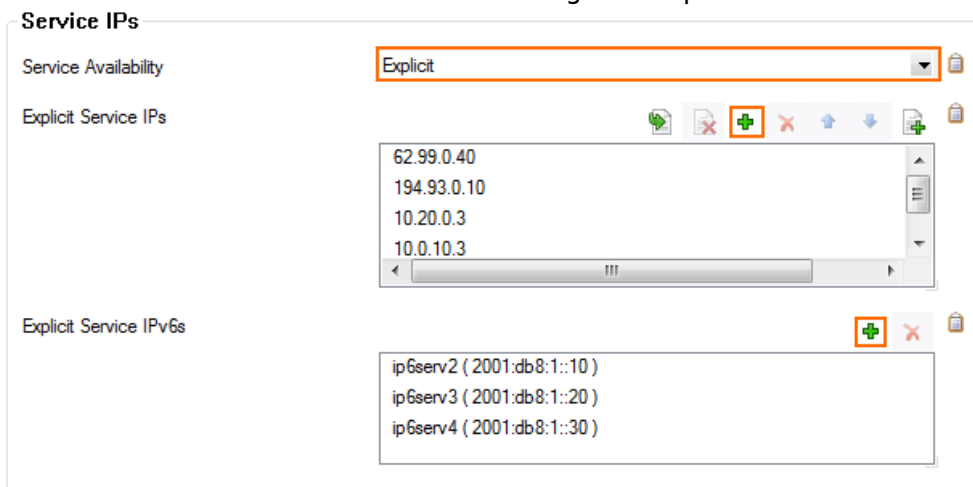 Service IPs
Service Availability
Explicit
Explicit Service IPs
62.99.0.40
194.93.0.10
10.20.0.3
10.0.10.3
Explicit Service IPv6s
ip6serv2 ( 2001:db8:1::10 )
ip6serv3 ( 2001:db8:1::20 )
ip6serv4 ( 2001:db8:1::30 )